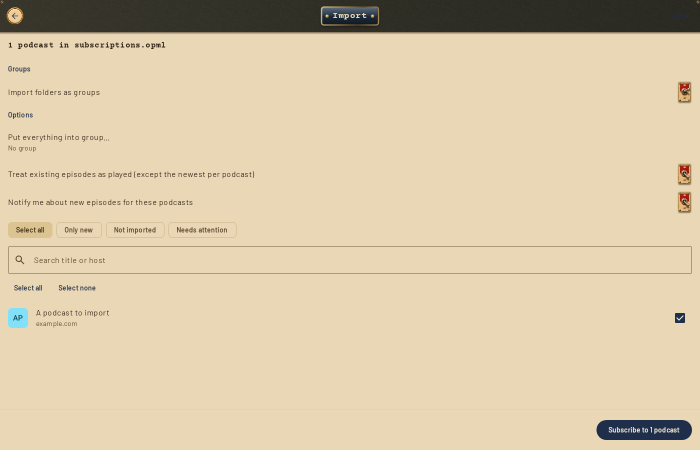 Import
1 podcast in subscriptions.opml
Groups
Import folders as groups
Options
Put everything into group...
No group
Treat existing episodes as played (except the newest per podcast)
Notify me about new episodes for these podcasts
Select all
Only new
Not imported
Needs attention
Search title or host
Select all
Select none
AP
A podcast to import
example.com
Subscribe to 1 podcast